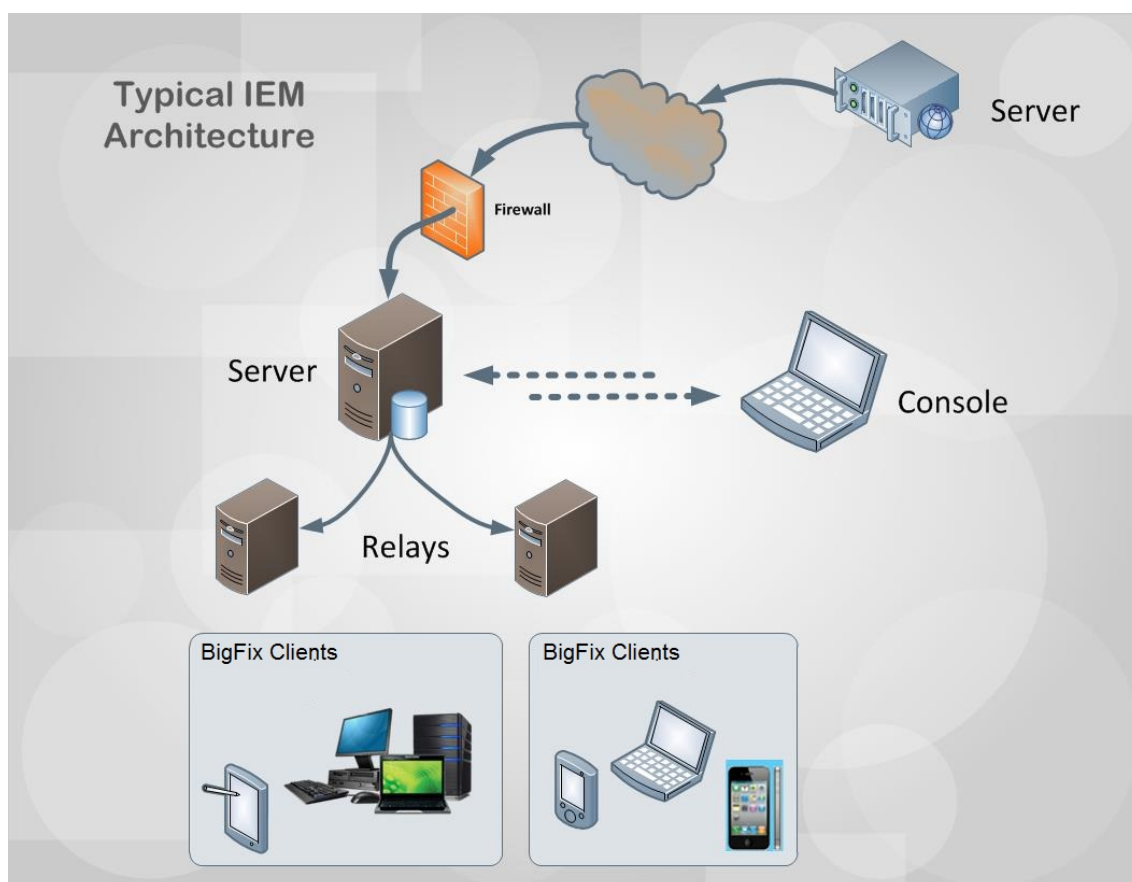 Typical IEM
Architecture
Server
Firewall
Server
Console
Relays
BigFix Clients
BigFix Clients